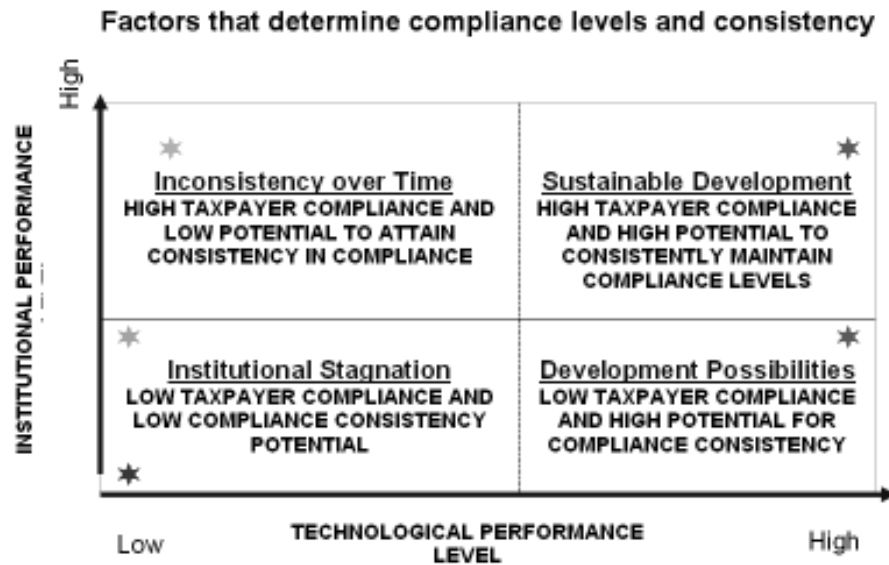 Factors that determine compliance levels and consistency
High
INSTITUTIONAL PERFORMANCE
Inconsistency over Time
HIGH TAXPAYER COMPLIANCE AND
LOW POTENTIAL TO ATTAIN
CONSISTENCY IN COMPLIANCE
Sustainable Development
HIGH TAXPAYER COMPLIANCE
AND HIGH POTENTIAL TO
CONSISTENTLY MAINTAIN
COMPLIANCE LEVELS
Institutional Stagnation
LOW TAXPAYER COMPLIANCE AND
LOW COMPLIANCE CONSISTENCY
POTENTIAL
Development Possibilities
LOW TAXPAYER COMPLIANCE
AND HIGH POTENTIAL FOR
COMPLIANCE CONSISTENCY
Low
TECHNOLOGICAL PERFORMANCE
LEVEL
High